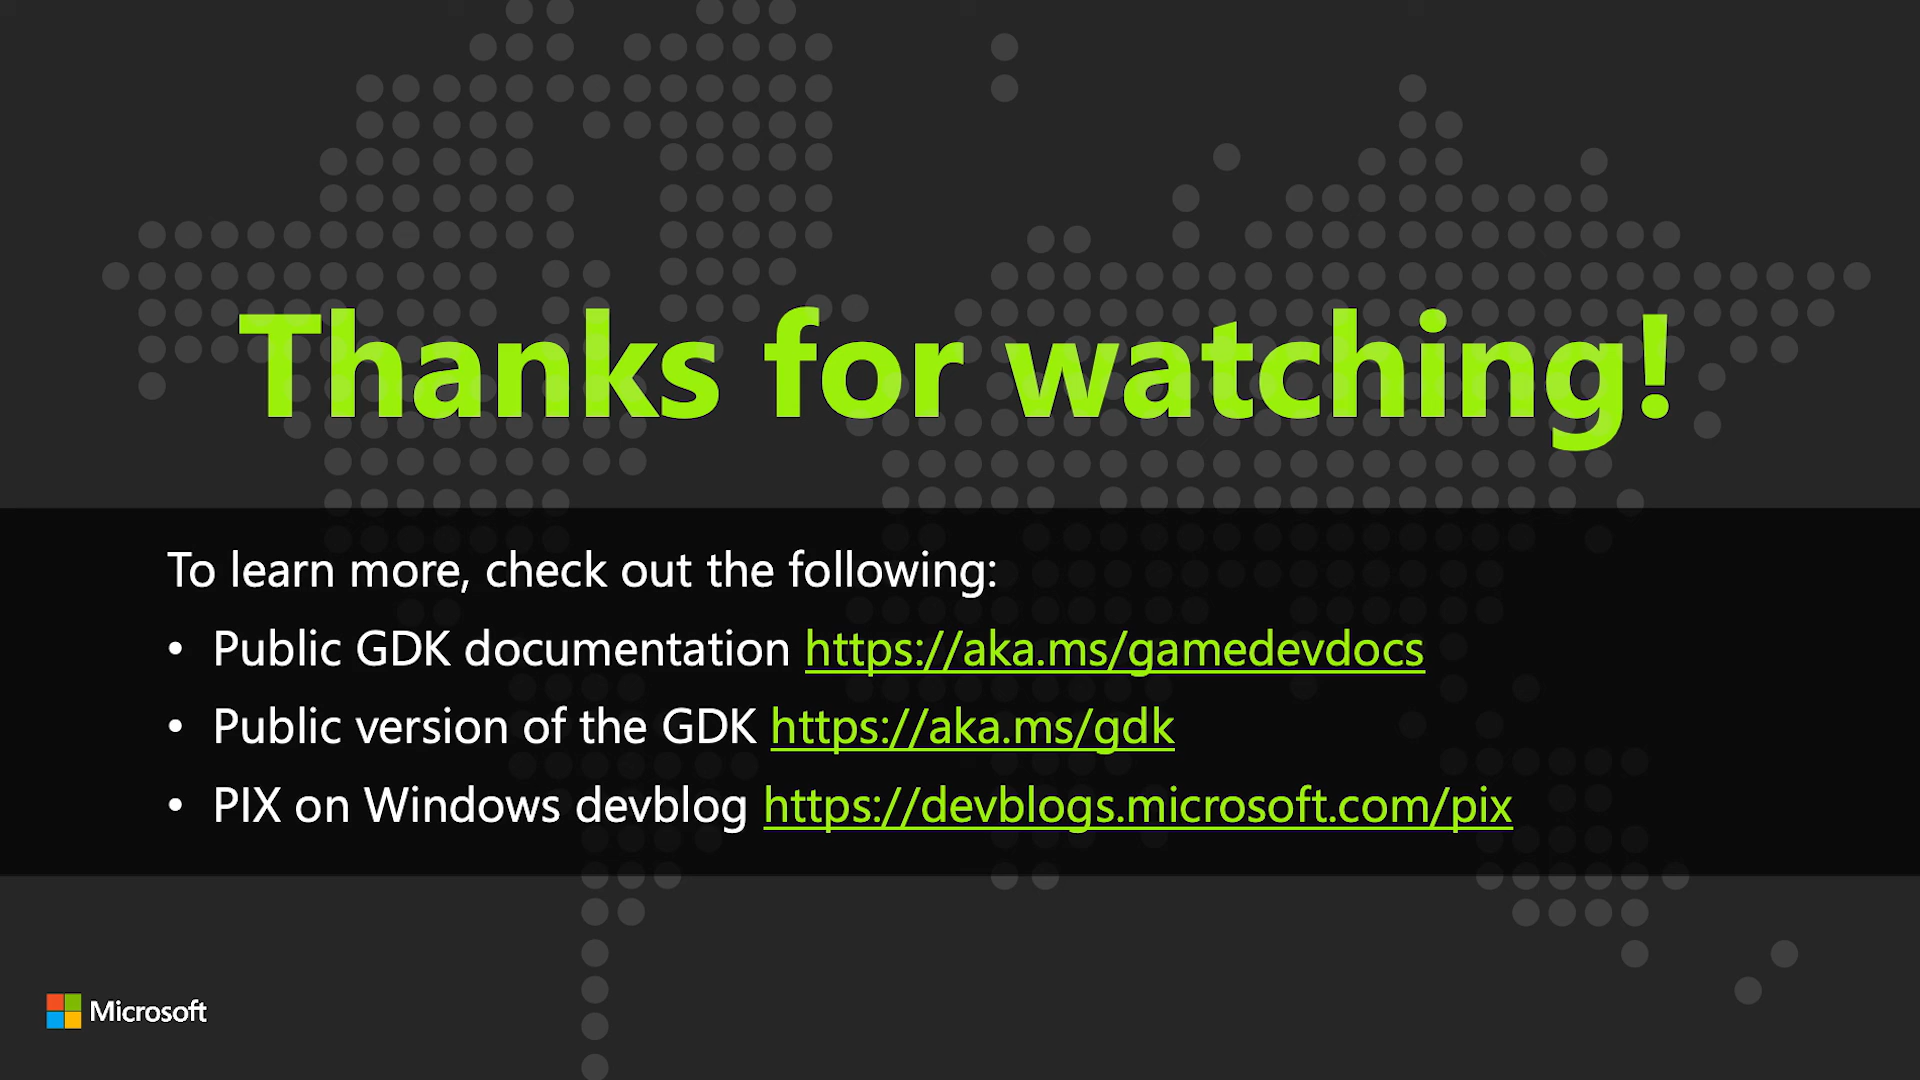 Thanks for watching!
To learn more, check out the following:
• Public GDK documentation https://aka.ms/gamedevdocs
• Public version of the GDK https://aka.ms/gdk
• PIX on Windows devblog https://devblogs.microsoft.com/pix
Microsoft